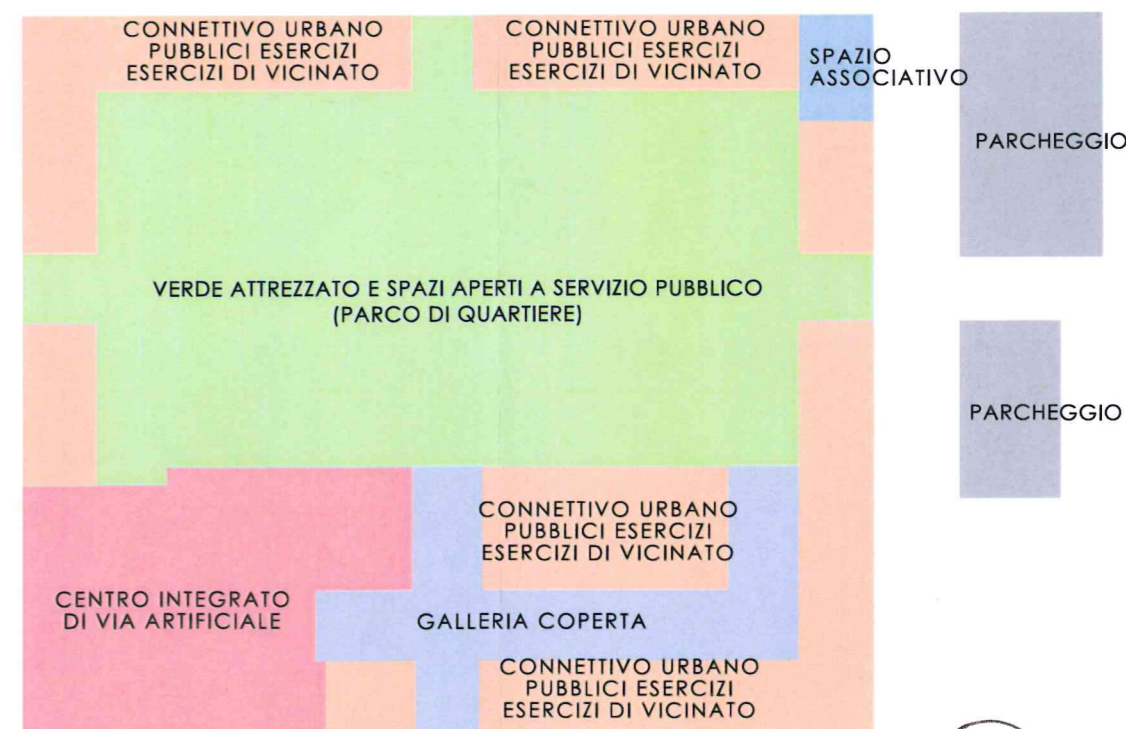 CONNETTIVO URBANO
PUBBLICI ESERCIZI
ESERCIZI DI VICINATO
CONNETTIVO URBANO
PUBBLICI ESERCIZI
ESERCIZI DI VICINATO
SPAZIO
ASSOCIATIVO
PARCHEGGIO
VERDE ATTREZZATO E SPAZI APERTI A SERVIZIO PUBBLICO
(PARCO DI QUARTIERE)
PARCHEGGIO
CONNETTIVO URBANO
PUBBLICI ESERCIZI
ESERCIZI DI VICINATO
CENTRO INTEGRATO
DI VIA ARTIFICIALE
GALLERIA COPERTA
CONNETTIVO URBANO
PUBBLICI ESERCIZI
ESERCIZI DI VICINATO